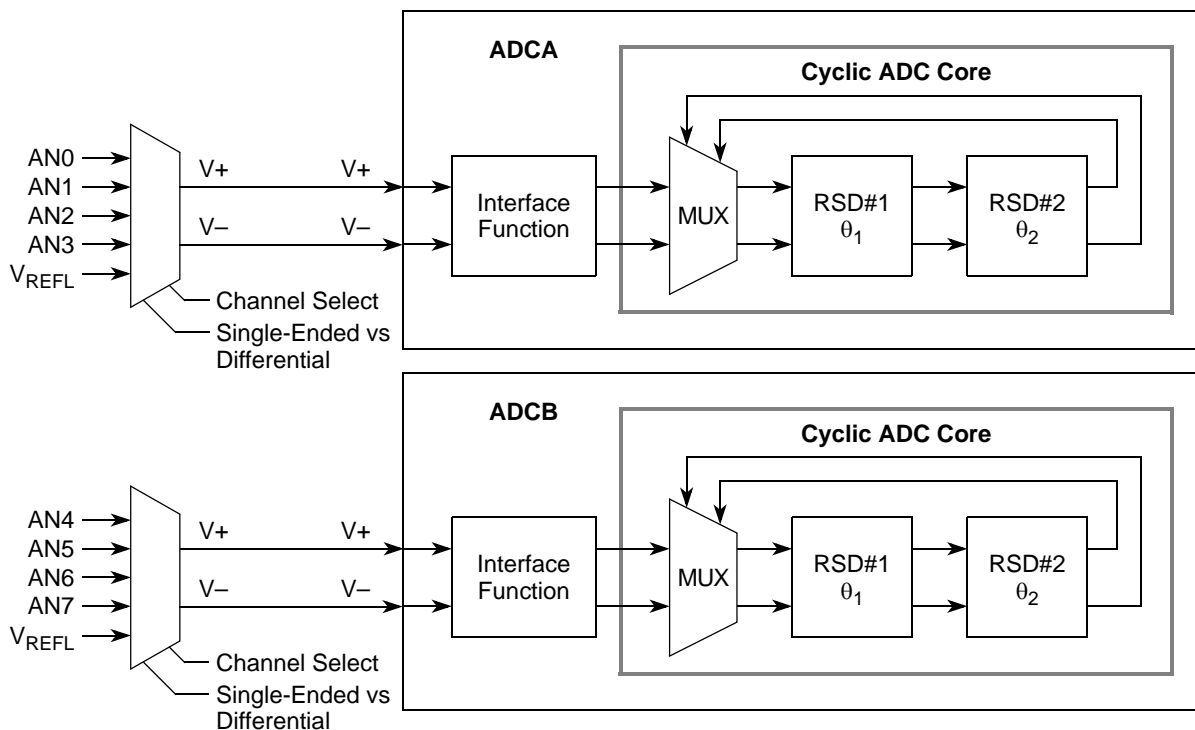 ADCA
Cyclic ADC Core
AN0
AN1
AN2
AN3
VREFL
V+
V–
V+
V–
Interface
Function
MUX
RSD#1
θ1
RSD#2
θ2
Channel Select
Single-Ended vs
Differential
ADCB
Cyclic ADC Core
AN4
AN5
AN6
AN7
VREFL
V+
V–
V+
V–
Interface
Function
MUX
RSD#1
θ1
RSD#2
θ2
Channel Select
Single-Ended vs
Differential